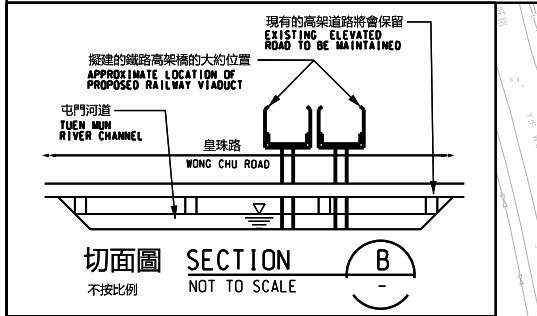 現有的高架道路將會保留
EXISTING ELEVATED
ROAD TO BE MAINTAINED
擬建的鐵路高架橋的大約位置
APPROXIMATE LOCATION OF
PROPOSED RAILWAY VIADUCT
屯門河道
TUEN MUN
RIVER CHANNEL
皇珠路
WONG CHU ROAD
切面圖 SECTION B
不按比例 NOT TO SCALE -